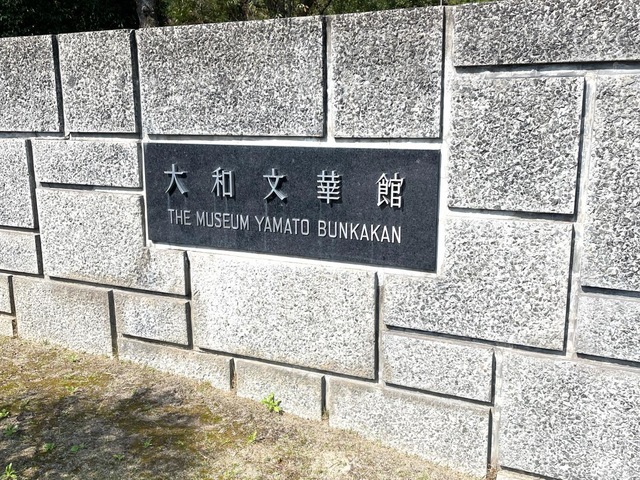 大和文華館
THE MUSEUM YAMATO BUNKAKAN